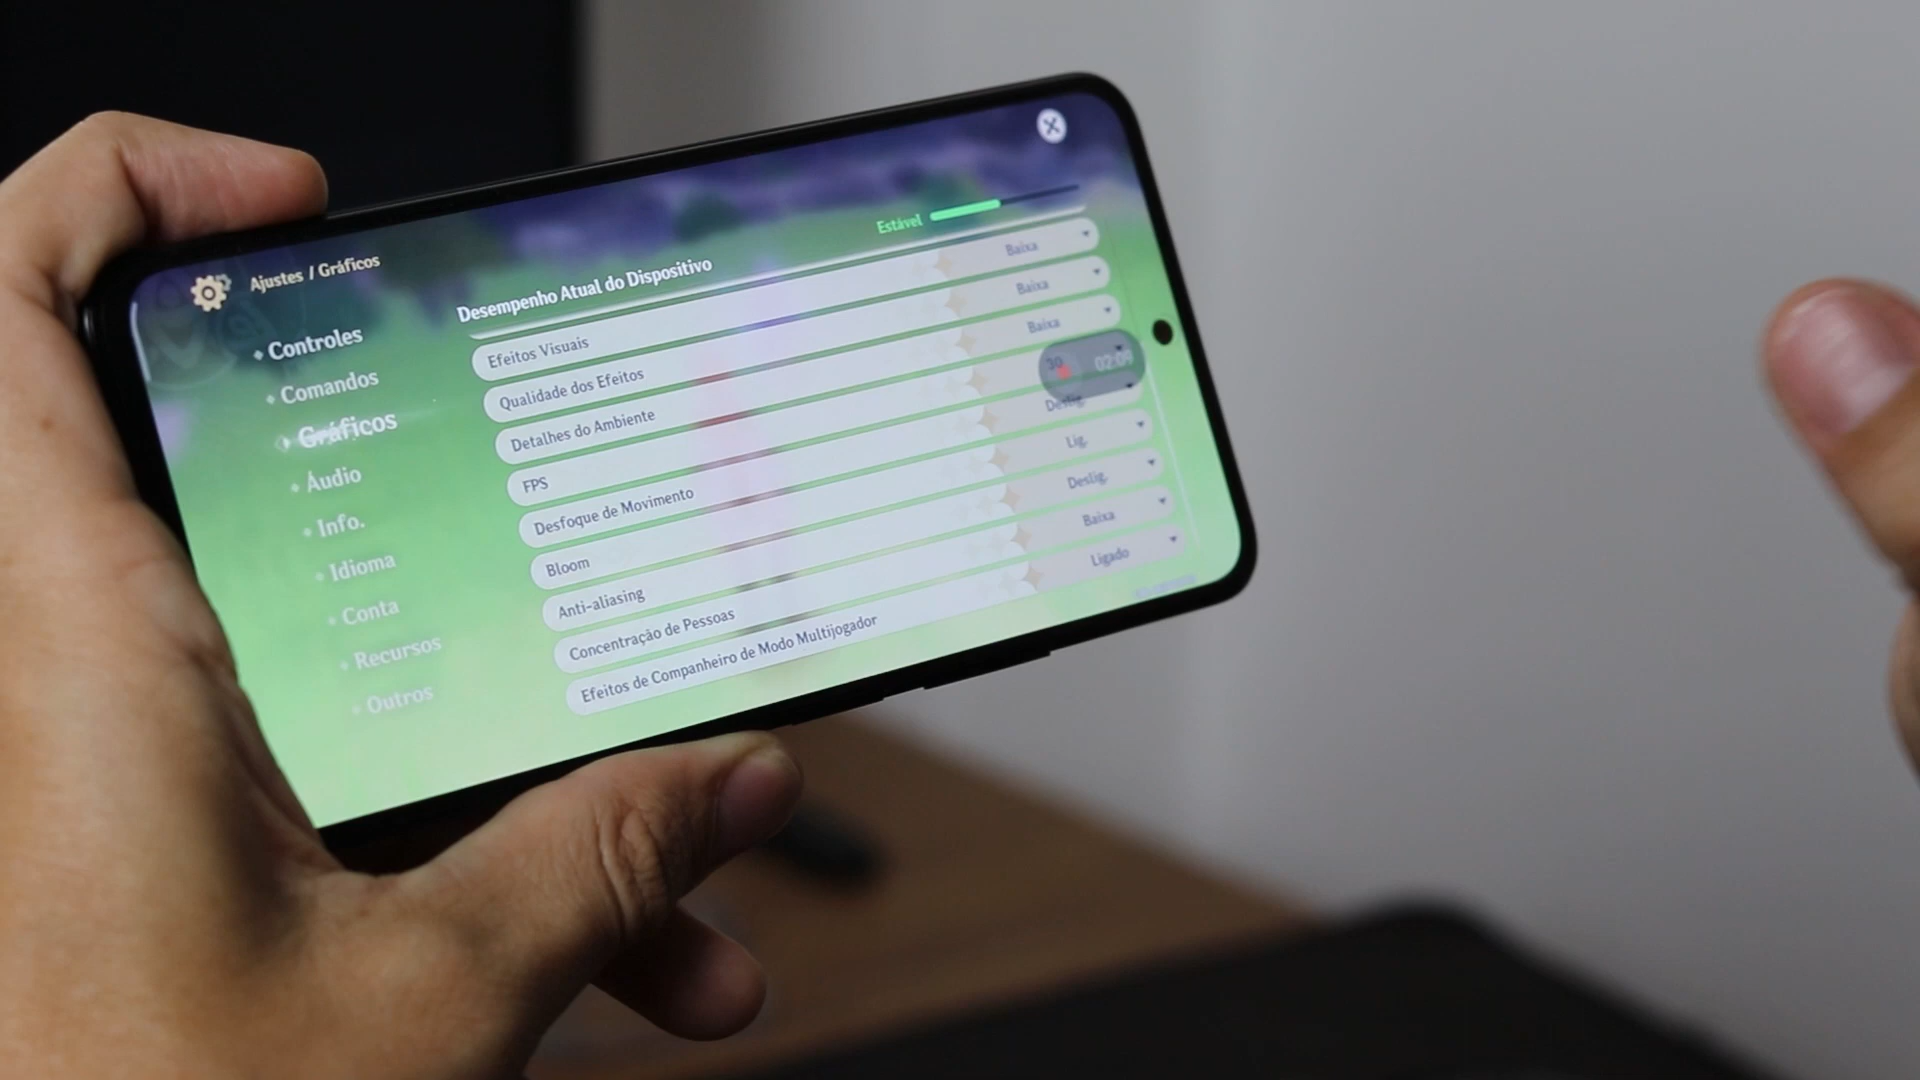 Ajustes / Gráficos
Controles
Comandos
Gráficos
Áudio
Info.
Idioma
Conta
Recursos
Outros
Desempenho Atual do Dispositivo Estável
Efeitos Visuais Baixa
Qualidade dos Efeitos Baixa
Detalhes do Ambiente Baixa
FPS 30
02:09
Desfoque de Movimento Deslig.
Bloom Lig.
Anti-aliasing Deslig.
Concentração de Pessoas Baixa
Efeitos de Companheiro de Modo Multijogador Ligado